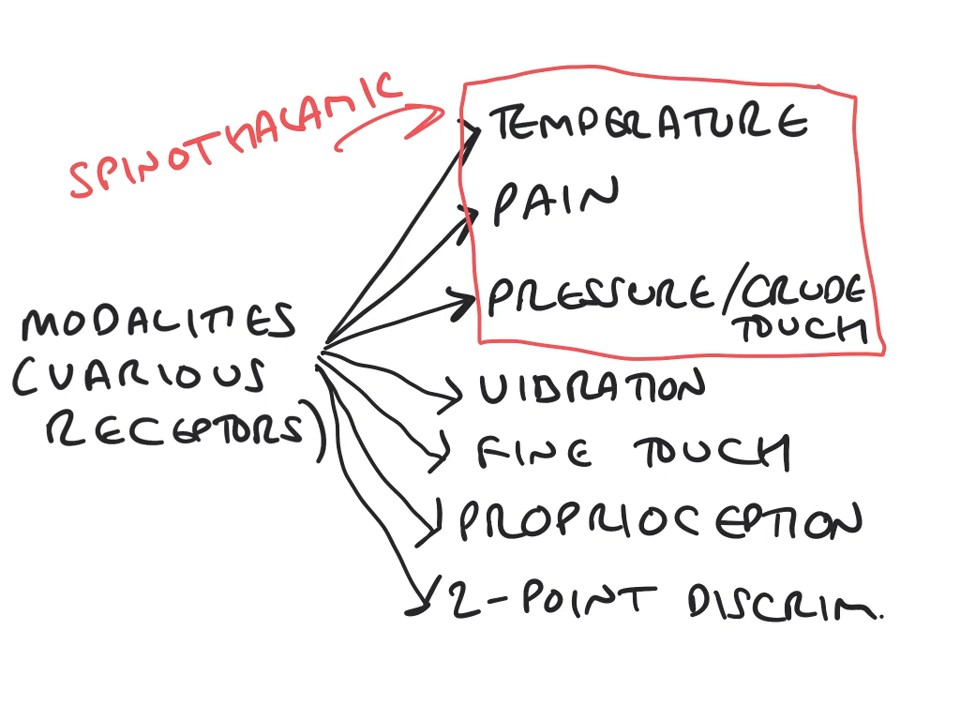 SPINOTHALAMIC
TEMPERATURE
PAIN
PRESSURE/CRUDE
TOUCH
MODALITIES
(VARIOUS
RECEPTORS)
VIBRATION
FINE TOUCH
PROPRIOCEPTION
2-POINT DISCRIM.